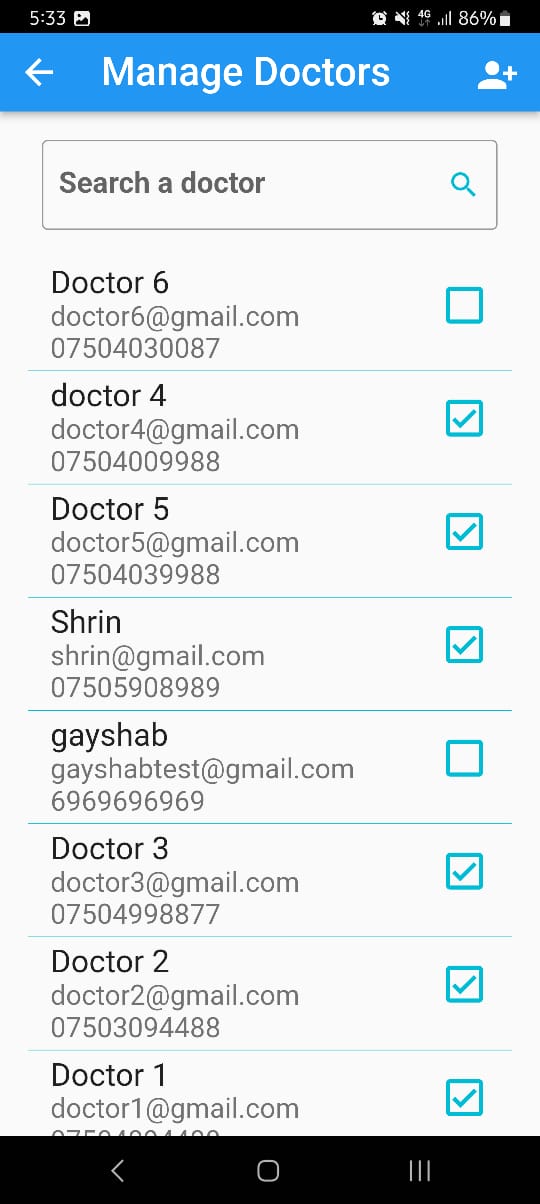 5:33
4G
86%
Manage Doctors
Search a doctor
Doctor 6
doctor6@gmail.com
07504030087
doctor 4
doctor4@gmail.com
07504009988
Doctor 5
doctor5@gmail.com
07504039988
Shrin
shrin@gmail.com
07505908989
gayshab
gayshabtest@gmail.com
6969696969
Doctor 3
doctor3@gmail.com
07504998877
Doctor 2
doctor2@gmail.com
07503094488
Doctor 1
doctor1@gmail.com